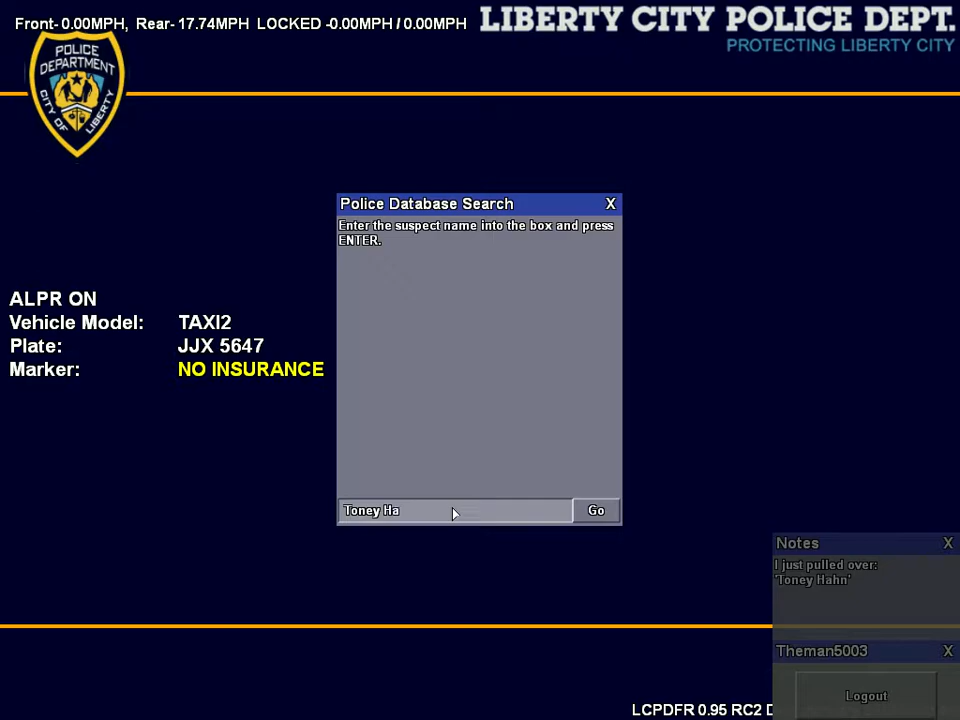 Front- 0.00MPH, Rear- 17.74MPH LOCKED -0.00MPH / 0.00MPH
LIBERTY CITY POLICE DEPT.
PROTECTING LIBERTY CITY
POLICE
DEPARTMENT
CITY OF LIBERTY
Police Database Search X
Enter the suspect name into the box and press
ENTER.
ALPR ON
Vehicle Model: TAXI2
Plate: JJX 5647
Marker: NO INSURANCE
Toney Ha Go
Notes X
I just pulled over:
'Toney Hahn'
Theman5003 X
Logout
LCPDFR 0.95 RC2 D